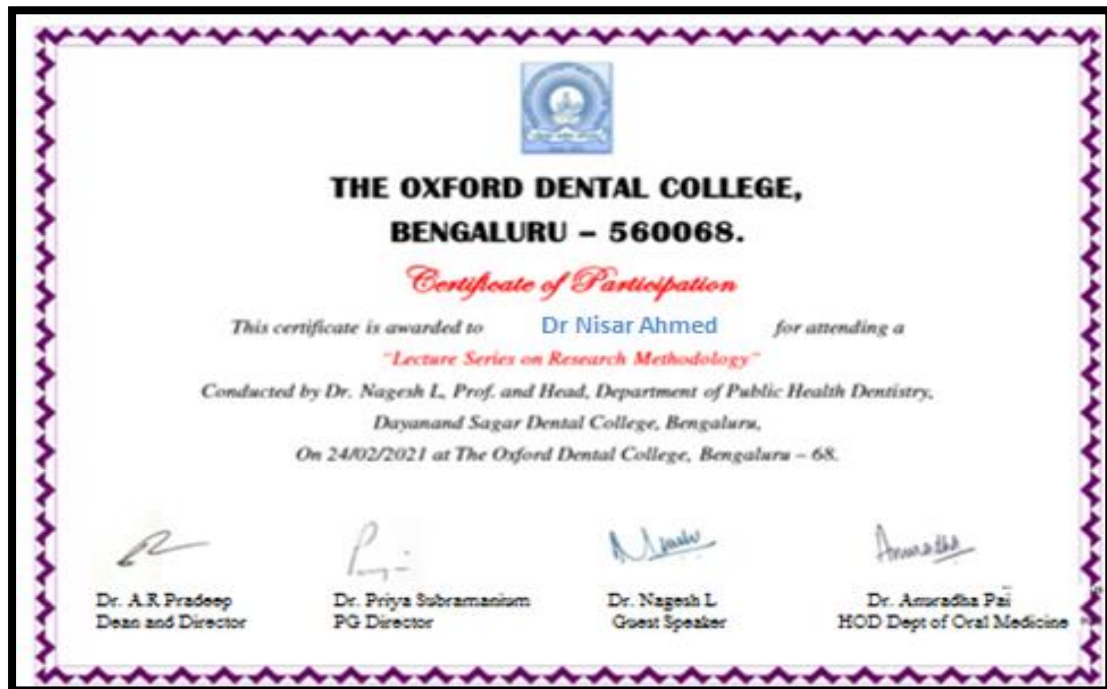 THE OXFORD DENTAL COLLEGE,
BENGALURU – 560068.
Certificate of Participation
This certificate is awarded to Dr Nisar Ahmed for attending a
"Lecture Series on Research Methodology"
Conducted by Dr. Nagesh L, Prof. and Head, Department of Public Health Dentistry,
Dayanand Sagar Dental College, Bengaluru,
On 24/02/2021 at The Oxford Dental College, Bengaluru – 68.
Anuradha
Dr. A.R Pradeep
Dean and Director
Dr. Priya Subramanium
PG Director
Dr. Nagesh L
Guest Speaker
Dr. Anuradha Pai
HOD Dept of Oral Medicine